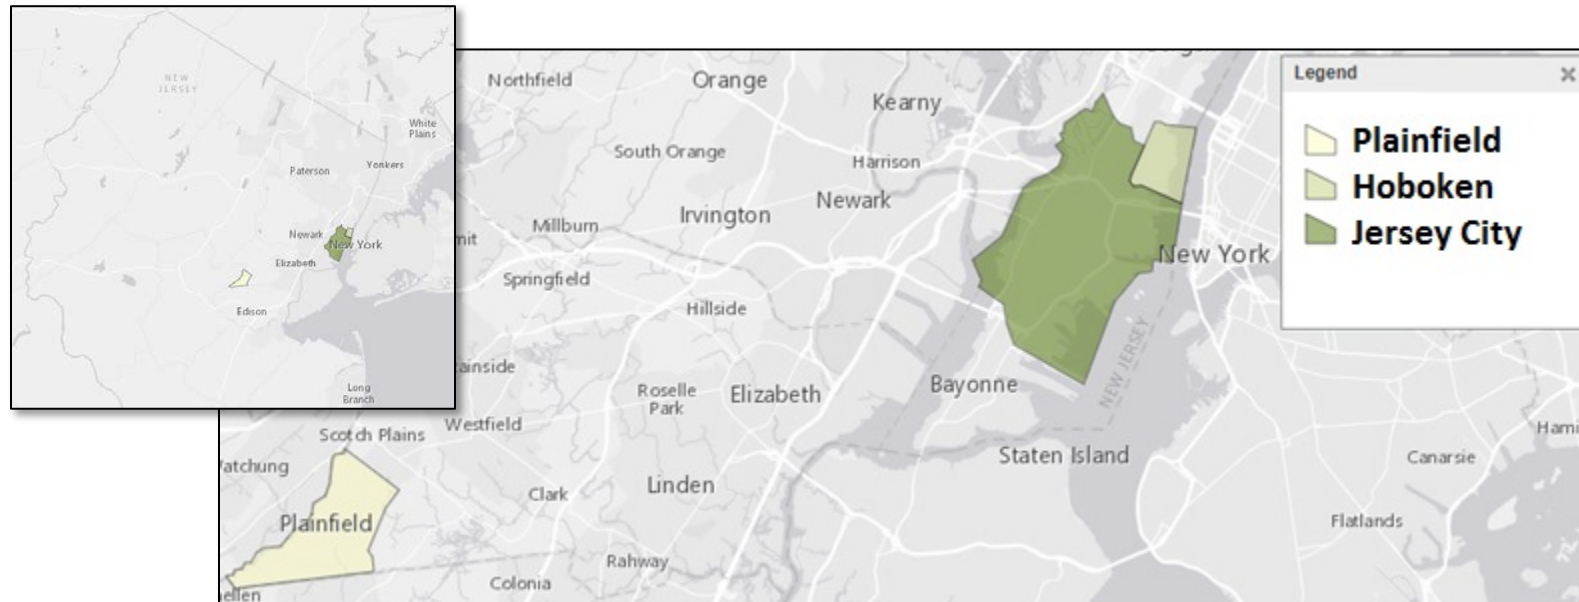 NEW
JERSEY
White
Plains
Paterson
Yonkers
Newark
New York
Elizabeth
Edison
Long
Branch
Northfield
Orange
Kearny
South Orange
Harrison
Newark
Irvington
Millburn
New York
Springfield
Hillside
NEW JERSEY
Bayonne
Roselle
Park
Elizabeth
Westfield
Scotch Plains
Staten Island
Canarsie
Linden
Clark
Plainfield
Flatlands
Rahway
Colonia
Legend
Plainfield
Hoboken
Jersey City